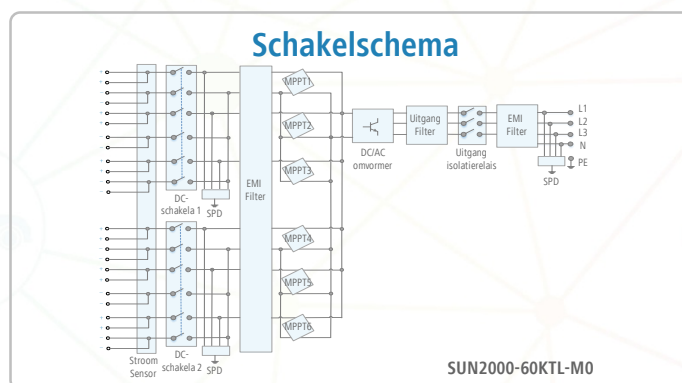 Schakelschema
MPPT1
MPPT2
MPPT3
MPPT4
MPPT5
MPPT6
EMI
Filter
DC-
schakela 1
SPD
DC-
schakela 2
SPD
Stroom
Sensor
DC/AC
omvormer
Uitgang
Filter
Uitgang
isolatierelais
EMI
Filter
L1
L2
L3
N
PE
SPD
SUN2000-60KTL-M0